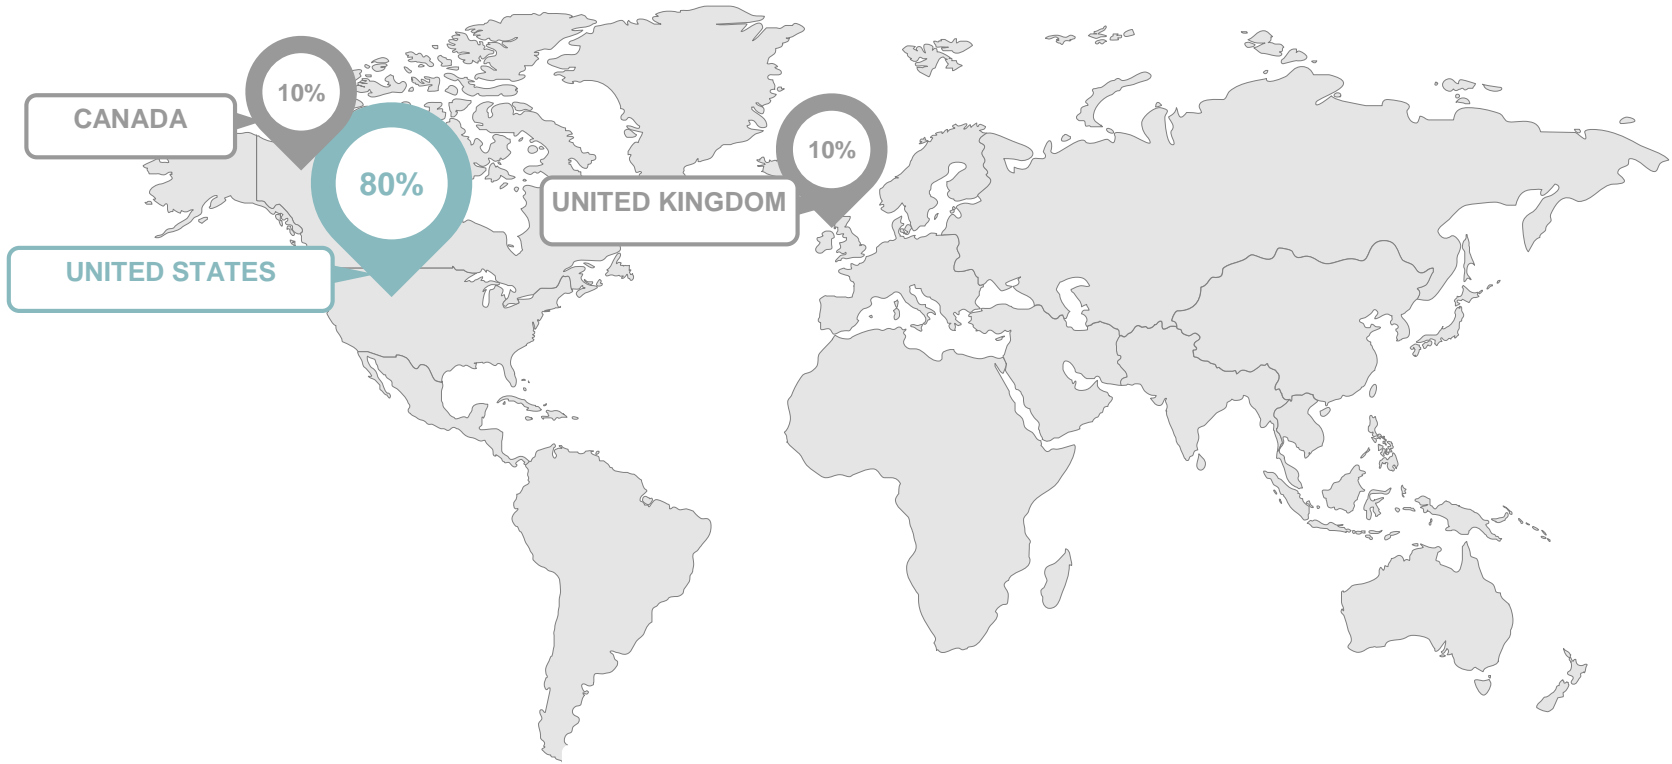 10%
CANADA
80%
10%
UNITED KINGDOM
UNITED STATES